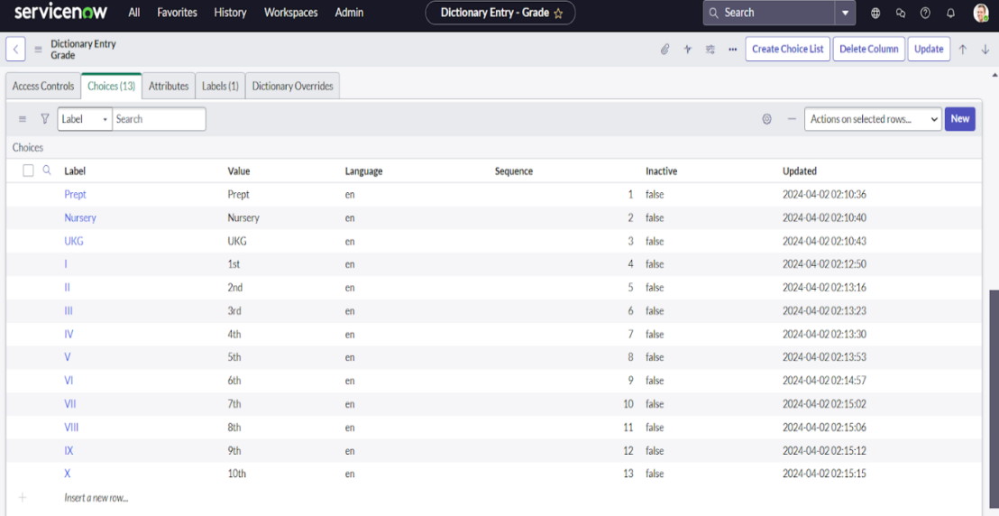 servicenow All Favorites History Workspaces Admin Dictionary Entry - Grade Search
Dictionary Entry
Grade
Create Choice List Delete Column Update
Access Controls Choices (13) Attributes Labels (1) Dictionary Overrides
Label Search Actions on selected rows... New
Choices
Label Value Language Sequence Inactive Updated
Prept Prept en 1 false 2024-04-02 02:10:36
Nursery Nursery en 2 false 2024-04-02 02:10:40
UKG UKG en 3 false 2024-04-02 02:10:43
I 1st en 4 false 2024-04-02 02:12:50
II 2nd en 5 false 2024-04-02 02:13:16
III 3rd en 6 false 2024-04-02 02:13:23
IV 4th en 7 false 2024-04-02 02:13:30
V 5th en 8 false 2024-04-02 02:13:53
VI 6th en 9 false 2024-04-02 02:14:57
VII 7th en 10 false 2024-04-02 02:15:02
VIII 8th en 11 false 2024-04-02 02:15:06
IX 9th en 12 false 2024-04-02 02:15:12
X 10th en 13 false 2024-04-02 02:15:15
Insert a new row...